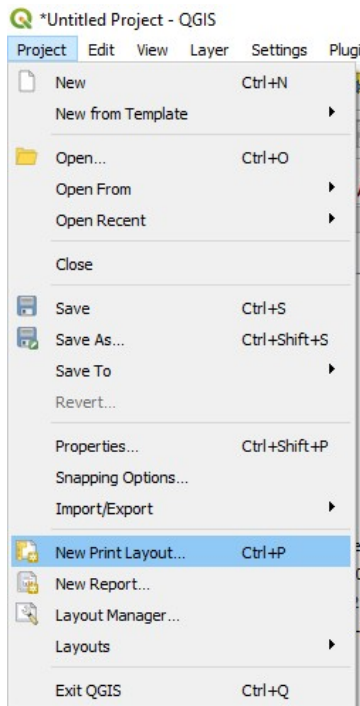 *Untitled Project - QGIS
Project Edit View Layer Settings
New Ctrl+N
New from Template
Open... Ctrl+O
Open From
Open Recent
Close
Save Ctrl+S
Save As... Ctrl+Shift+S
Save To
Revert...
Properties... Ctrl+Shift+P
Snapping Options...
Import/Export
New Print Layout... Ctrl+P
New Report...
Layout Manager...
Layouts
Exit QGIS Ctrl+Q